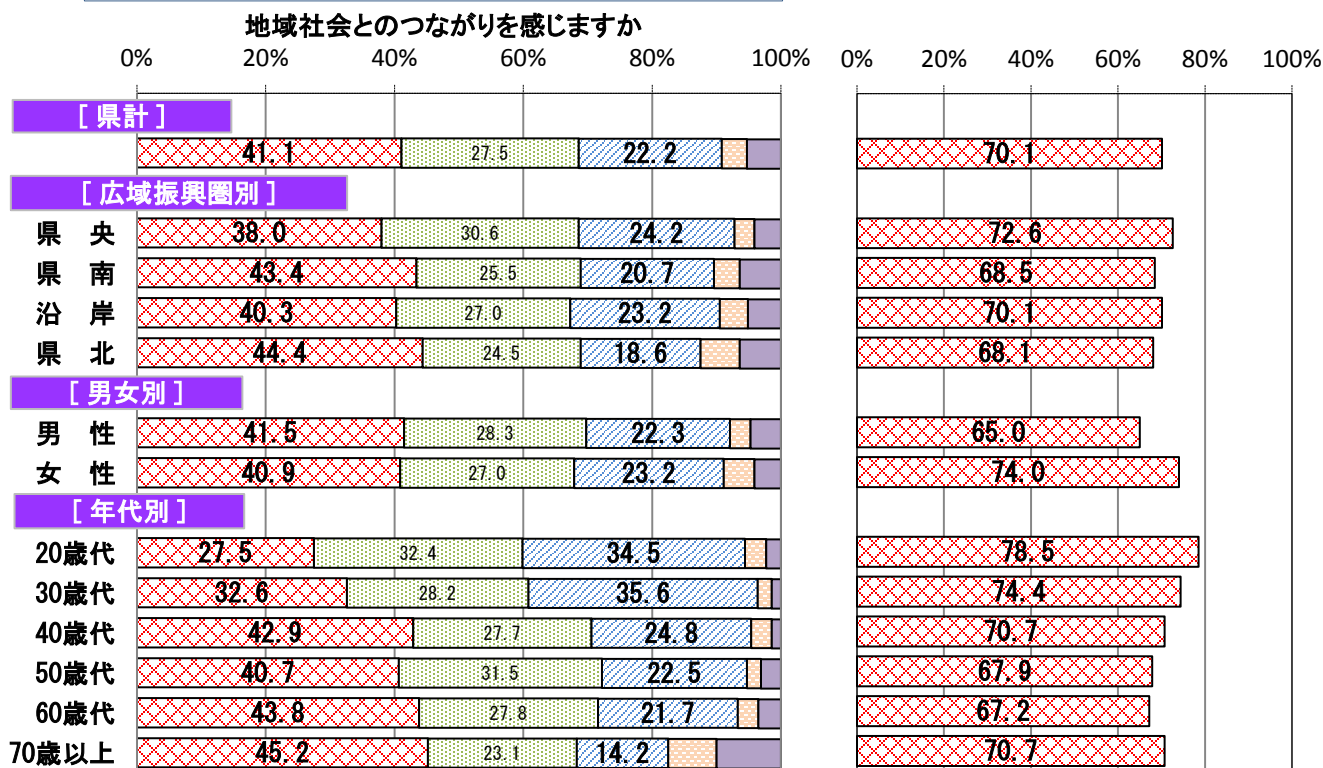 地域社会とのつながりを感じますか
0% 20% 40% 60% 80% 100% 0% 20% 40% 60% 80% 100%
[ 県計 ]
41.1 27.5 22.2 70.1
[ 広域振興圏別 ]
県 央 38.0 30.6 24.2 72.6
県 南 43.4 25.5 20.7 68.5
沿 岸 40.3 27.0 23.2 70.1
県 北 44.4 24.5 18.6 68.1
[ 男女別 ]
男 性 41.5 28.3 22.3 65.0
女 性 40.9 27.0 23.2 74.0
[ 年代別 ]
20歳代 27.5 32.4 34.5 78.5
30歳代 32.6 28.2 35.6 74.4
40歳代 42.9 27.7 24.8 70.7
50歳代 40.7 31.5 22.5 67.9
60歳代 43.8 27.8 21.7 67.2
70歳以上 45.2 23.1 14.2 70.7